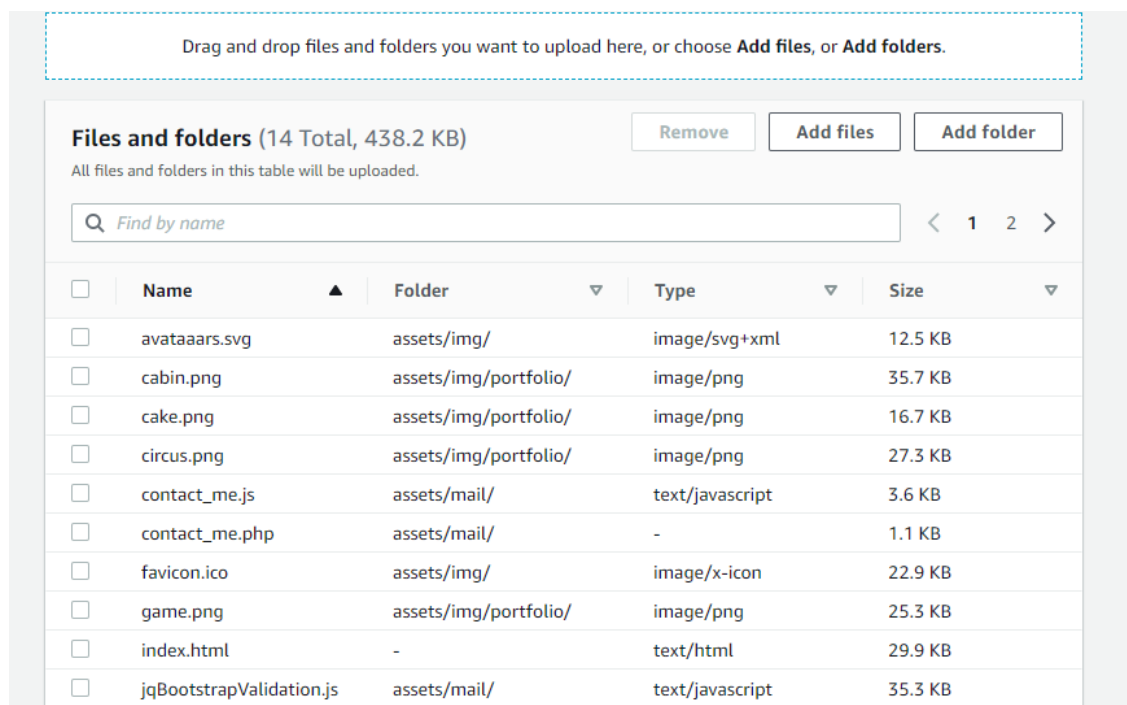 Drag and drop files and folders you want to upload here, or choose Add files, or Add folders.
Files and folders (14 Total, 438.2 KB)
Remove
Add files
Add folder
All files and folders in this table will be uploaded.
Find by name
1 2
Name Folder Type Size
avataaars.svg assets/img/ image/svg+xml 12.5 KB
cabin.png assets/img/portfolio/ image/png 35.7 KB
cake.png assets/img/portfolio/ image/png 16.7 KB
circus.png assets/img/portfolio/ image/png 27.3 KB
contact_me.js assets/mail/ text/javascript 3.6 KB
contact_me.php assets/mail/ - 1.1 KB
favicon.ico assets/img/ image/x-icon 22.9 KB
game.png assets/img/portfolio/ image/png 25.3 KB
index.html - text/html 29.9 KB
jqBootstrapValidation.js assets/mail/ text/javascript 35.3 KB